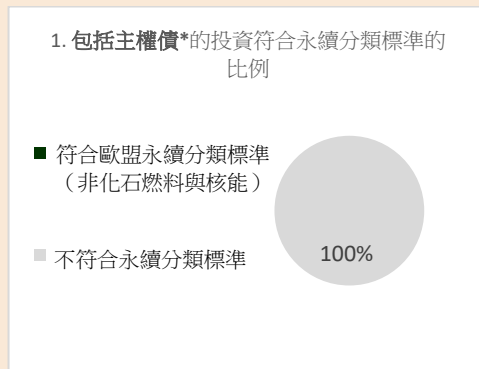 1. 包括主權債*的投資符合永續分類標準的
比例
符合歐盟永續分類標準
（非化石燃料與核能）
不符合永續分類標準
100%